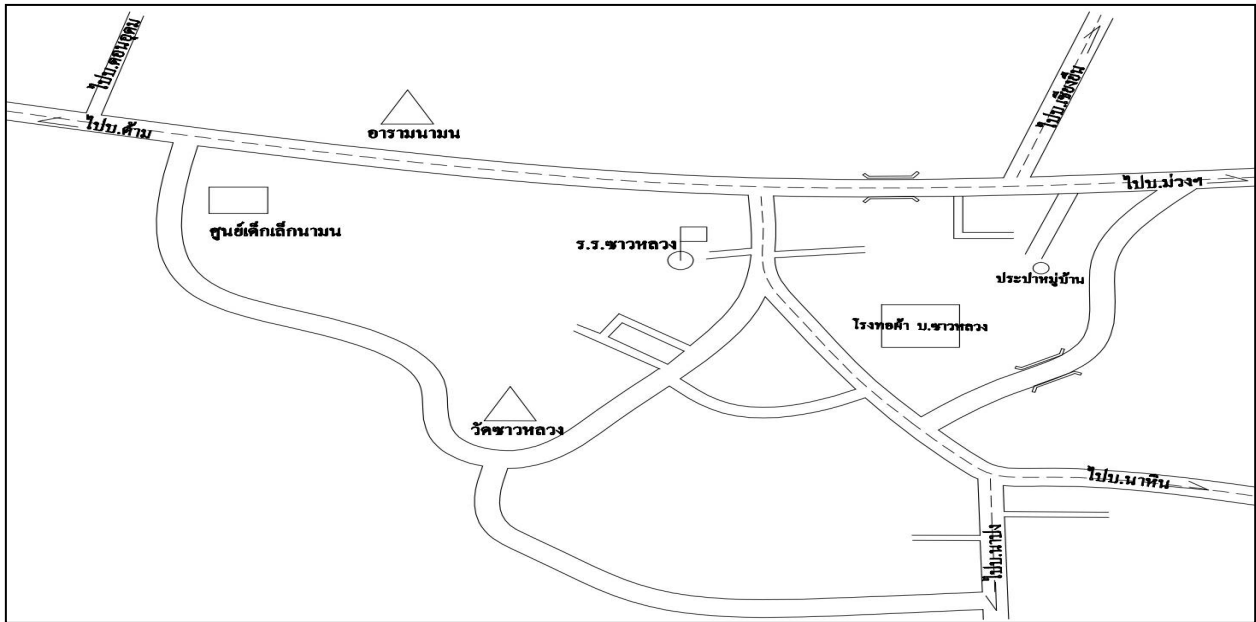 ไปบ.ดอนอุดม
ไปบ.ด้าม
อารามนามน
ไปบ.เชียงยืน
ไปบ.ม่วงฯ
ศูนย์เด็กเล็กนามน
ร.ร.ซาวหลวง
ประปาหมู่บ้าน
โรงทอผ้า บ.ซาวหลวง
วัดซาวหลวง
ไปบ.นาหิน
ไปบ.นาปง